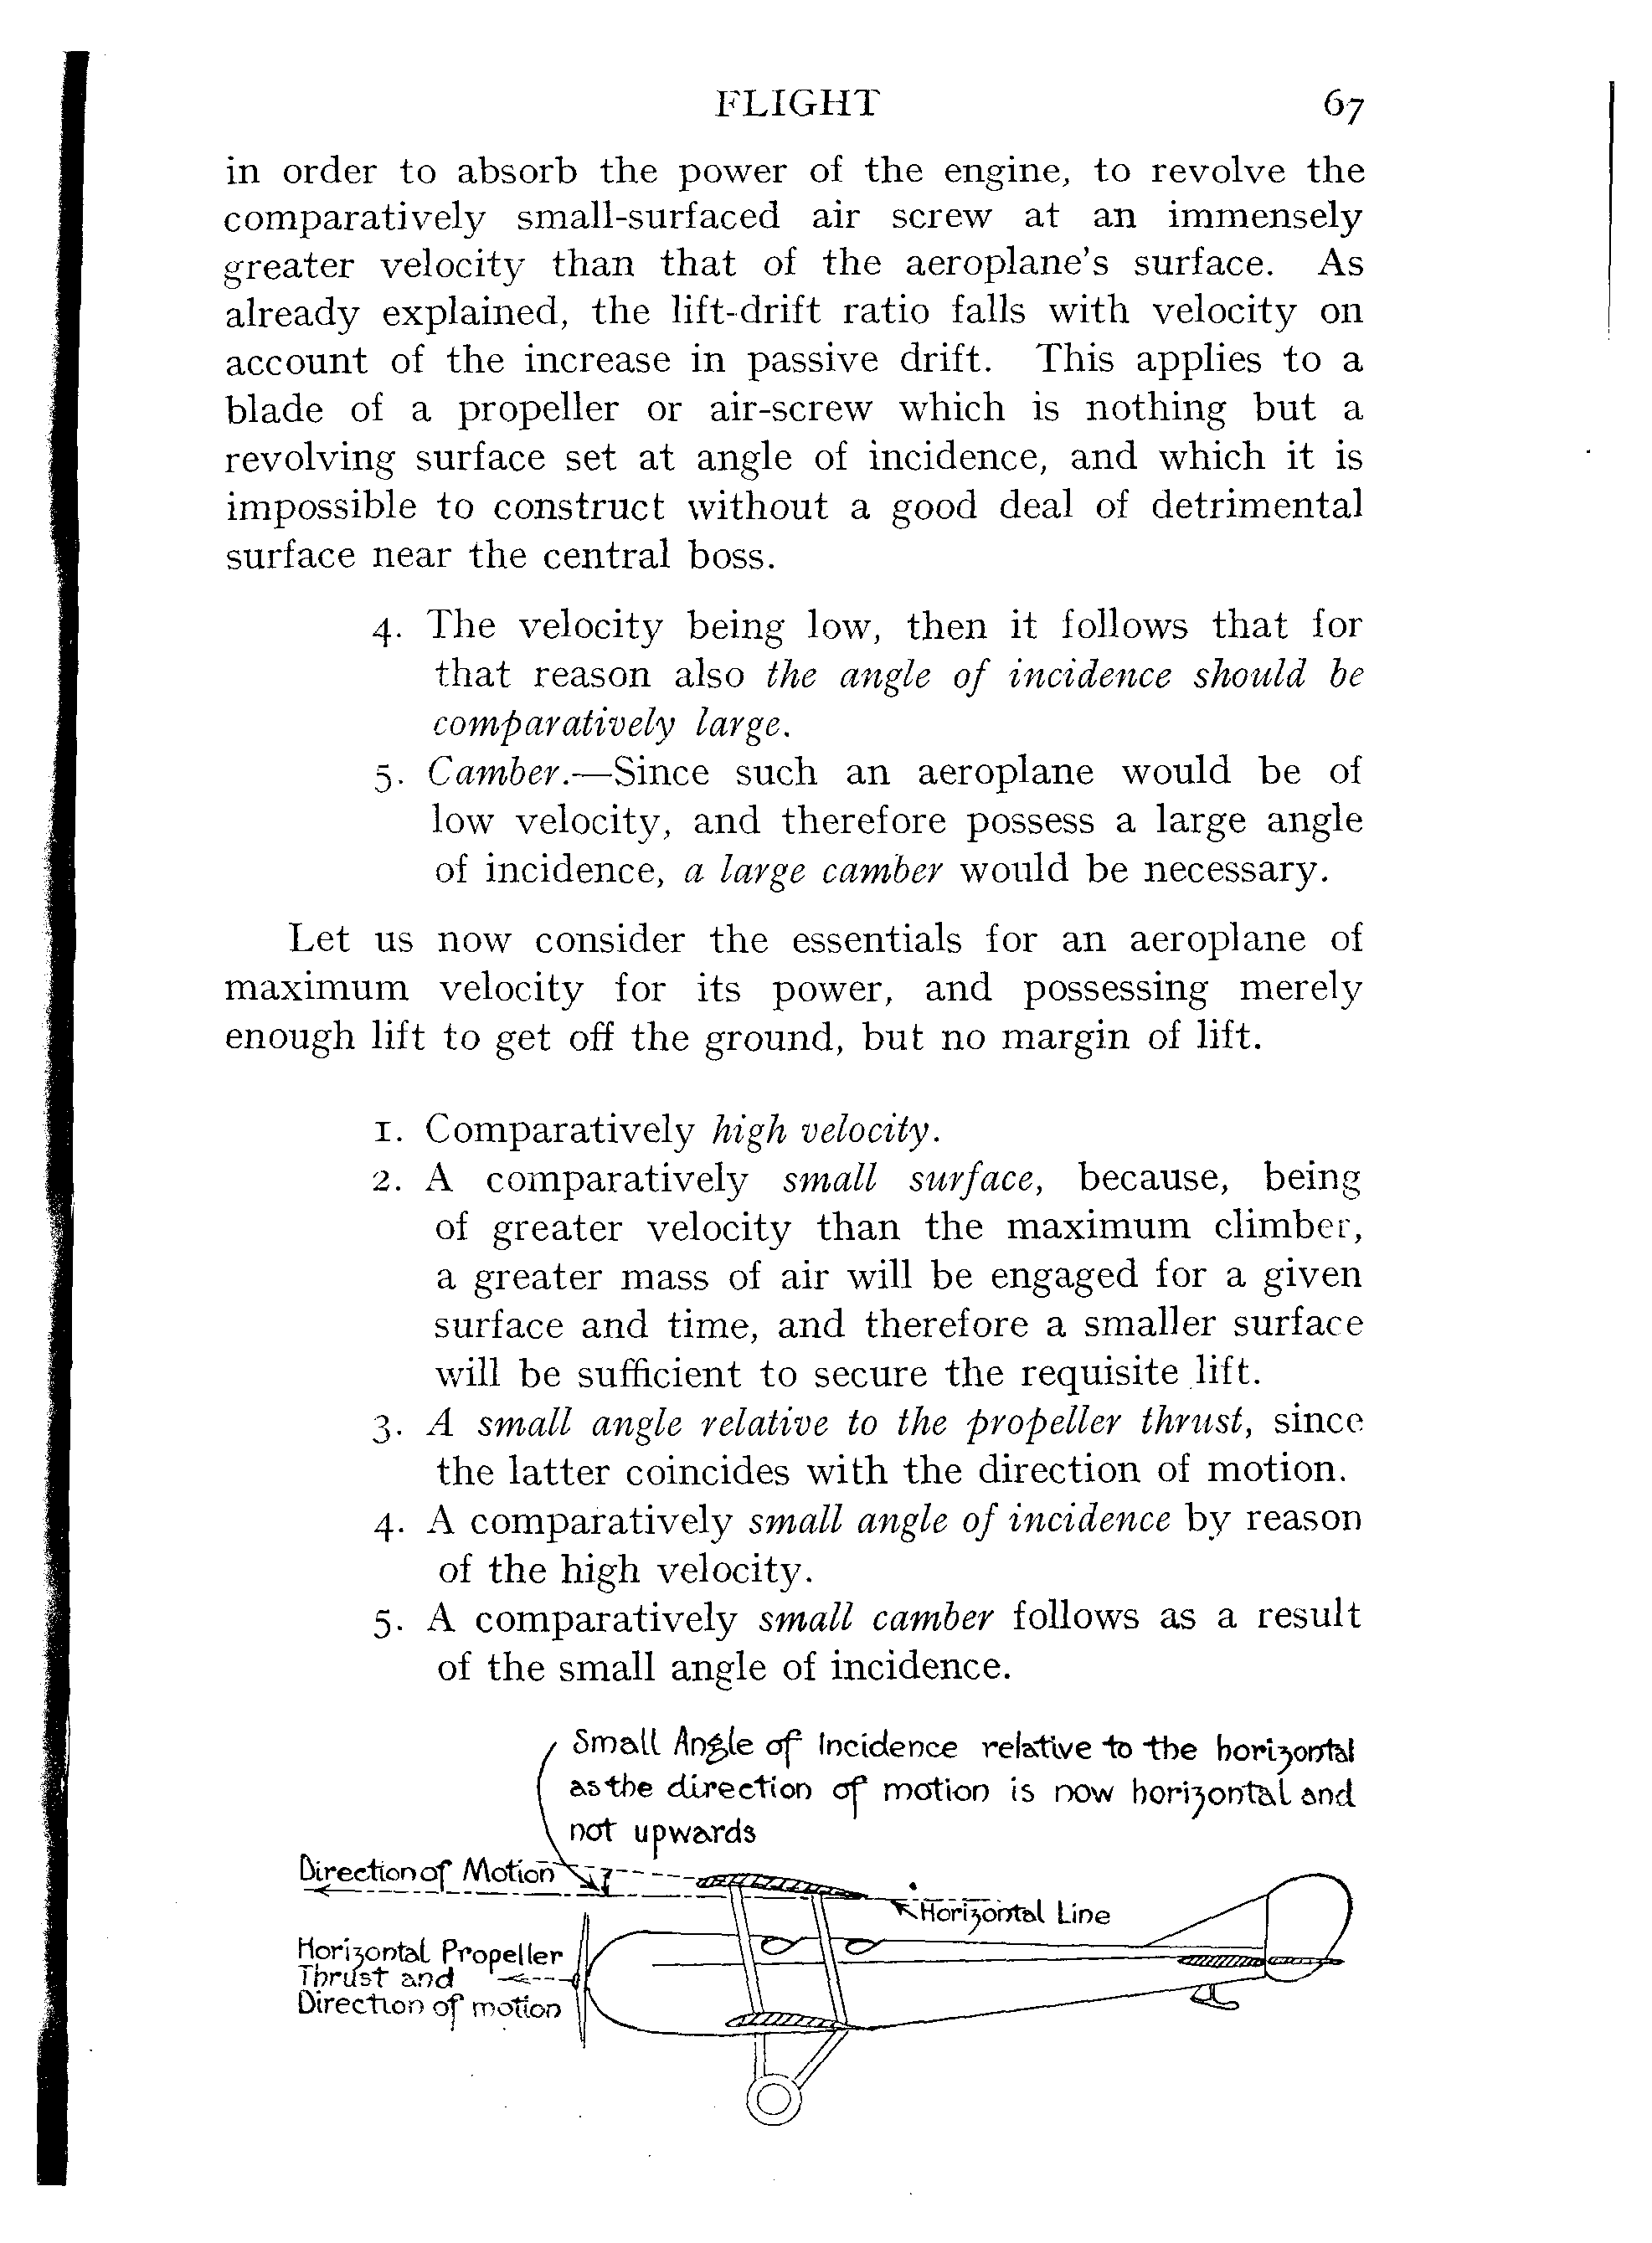 FLIGHT 67
in order to absorb the power of the engine, to revolve the
comparatively small-surfaced air screw at an immensely
greater velocity than that of the aeroplane's surface. As
already explained, the lift-drift ratio falls with velocity on
account of the increase in passive drift. This applies to a
blade of a propeller or air-screw which is nothing but a
revolving surface set at angle of incidence, and which it is
impossible to construct without a good deal of detrimental
surface near the central boss.
4. The velocity being low, then it follows that for
that reason also the angle of incidence should be
comparatively large.
5. Camber.—Since such an aeroplane would be of
low velocity, and therefore possess a large angle
of incidence, a large camber would be necessary.
Let us now consider the essentials for an aeroplane of
maximum velocity for its power, and possessing merely
enough lift to get off the ground, but no margin of lift.
1. Comparatively high velocity.
2. A comparatively small surface, because, being
of greater velocity than the maximum climber,
a greater mass of air will be engaged for a given
surface and time, and therefore a smaller surface
will be sufficient to secure the requisite lift.
3. A small angle relative to the propeller thrust, since
the latter coincides with the direction of motion.
4. A comparatively small angle of incidence by reason
of the high velocity.
5. A comparatively small camber follows as a result
of the small angle of incidence.
Small Angle of Incidence relative to the horizontal
as the direction of motion is now horizontal and
not upwards
Direction of Motion
Horizontal Line
Horizontal Propeller
Thrust and
Direction of motion